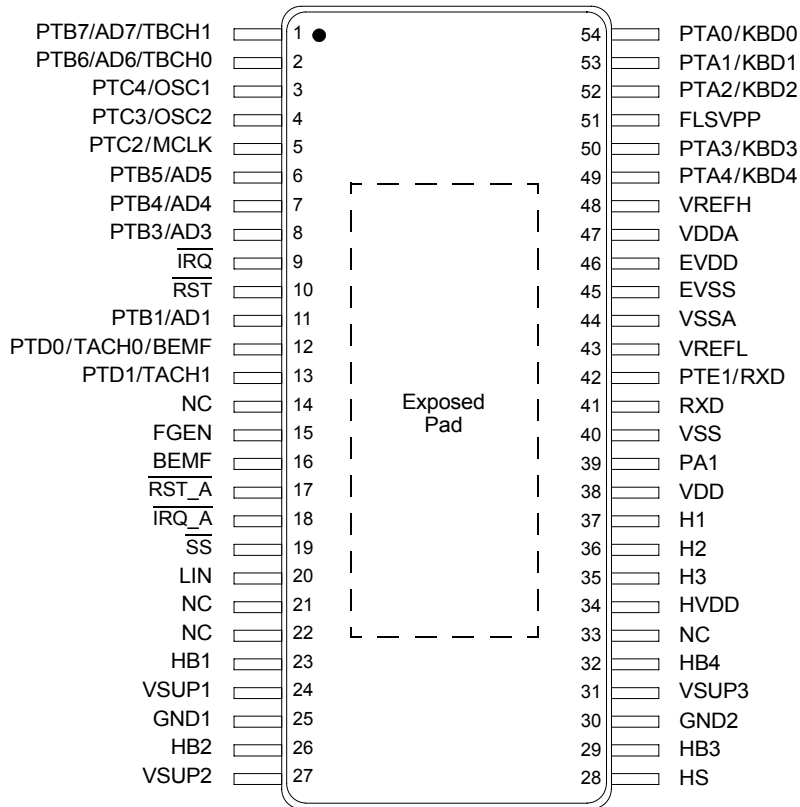 PTB7/AD7/TBCH1 1 54 PTA0/KBD0
PTB6/AD6/TBCH0 2 53 PTA1/KBD1
PTC4/OSC1 3 52 PTA2/KBD2
PTC3/OSC2 4 51 FLSVPP
PTC2/MCLK 5 50 PTA3/KBD3
PTB5/AD5 6 49 PTA4/KBD4
PTB4/AD4 7 48 VREFH
PTB3/AD3 8 47 VDDA
IRQ 9 46 EVDD
RST 10 45 EVSS
PTB1/AD1 11 44 VSSA
PTD0/TACH0/BEMF 12 43 VREFL
PTD1/TACH1 13 42 PTE1/RXD
NC 14 Exposed 41 RXD
FGEN 15 Pad 40 VSS
BEMF 16 39 PA1
RST_A 17 38 VDD
IRQ_A 18 37 H1
SS 19 36 H2
LIN 20 35 H3
NC 21 34 HVDD
NC 22 33 NC
HB1 23 32 HB4
VSUP1 24 31 VSUP3
GND1 25 30 GND2
HB2 26 29 HB3
VSUP2 27 28 HS